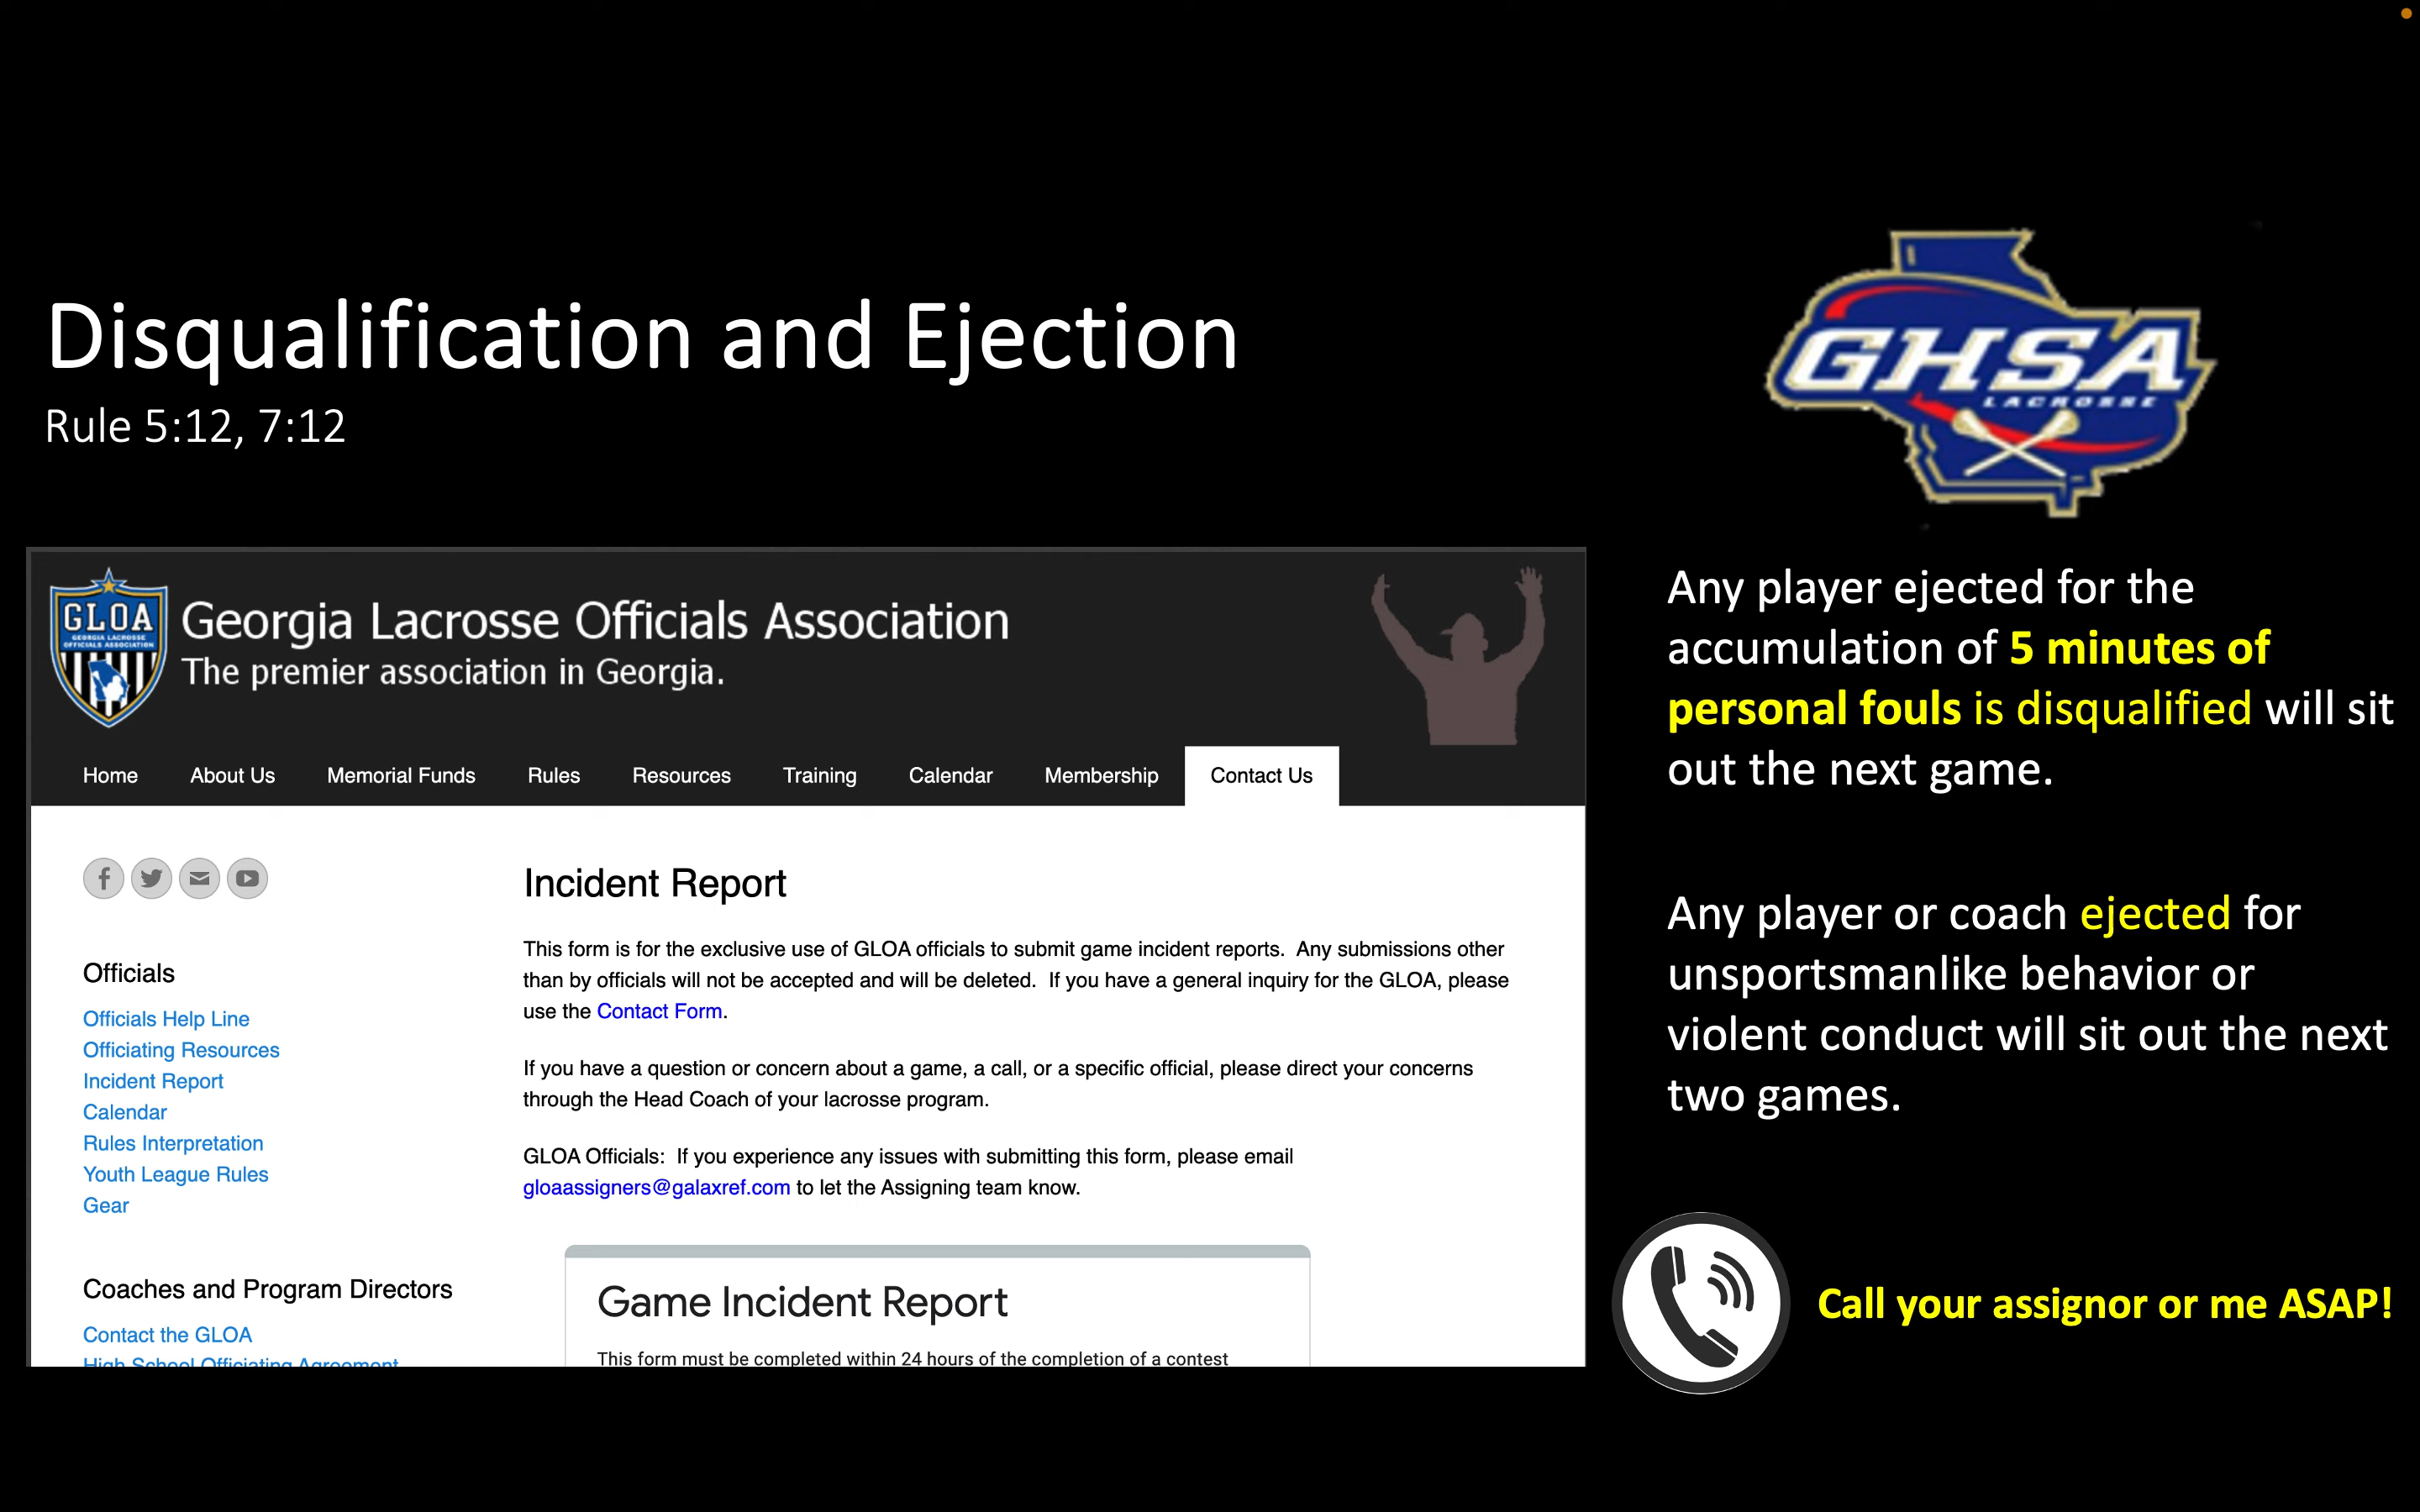 Disqualification and Ejection
Rule 5:12, 7:12
GHSA
LACROSSE
GLOA
GEORGIA LACROSSE
OFFICIALS ASSOCIATION
Georgia Lacrosse Officials Association
The premier association in Georgia.
Home About Us Memorial Funds Rules Resources Training Calendar Membership Contact Us
Officials
Officials Help Line
Officiating Resources
Incident Report
Calendar
Rules Interpretation
Youth League Rules
Gear
Coaches and Program Directors
Contact the GLOA
High School Officiating Agreement
Incident Report
This form is for the exclusive use of GLOA officials to submit game incident reports.  Any submissions other
than by officials will not be accepted and will be deleted.  If you have a general inquiry for the GLOA, please
use the Contact Form.
If you have a question or concern about a game, a call, or a specific official, please direct your concerns
through the Head Coach of your lacrosse program.
GLOA Officials:  If you experience any issues with submitting this form, please email
gloaassigners@galaxref.com to let the Assigning team know.
Game Incident Report
This form must be completed within 24 hours of the completion of a contest
Any player ejected for the
accumulation of 5 minutes of
personal fouls is disqualified will sit
out the next game.
Any player or coach ejected for
unsportsmanlike behavior or
violent conduct will sit out the next
two games.
Call your assignor or me ASAP!